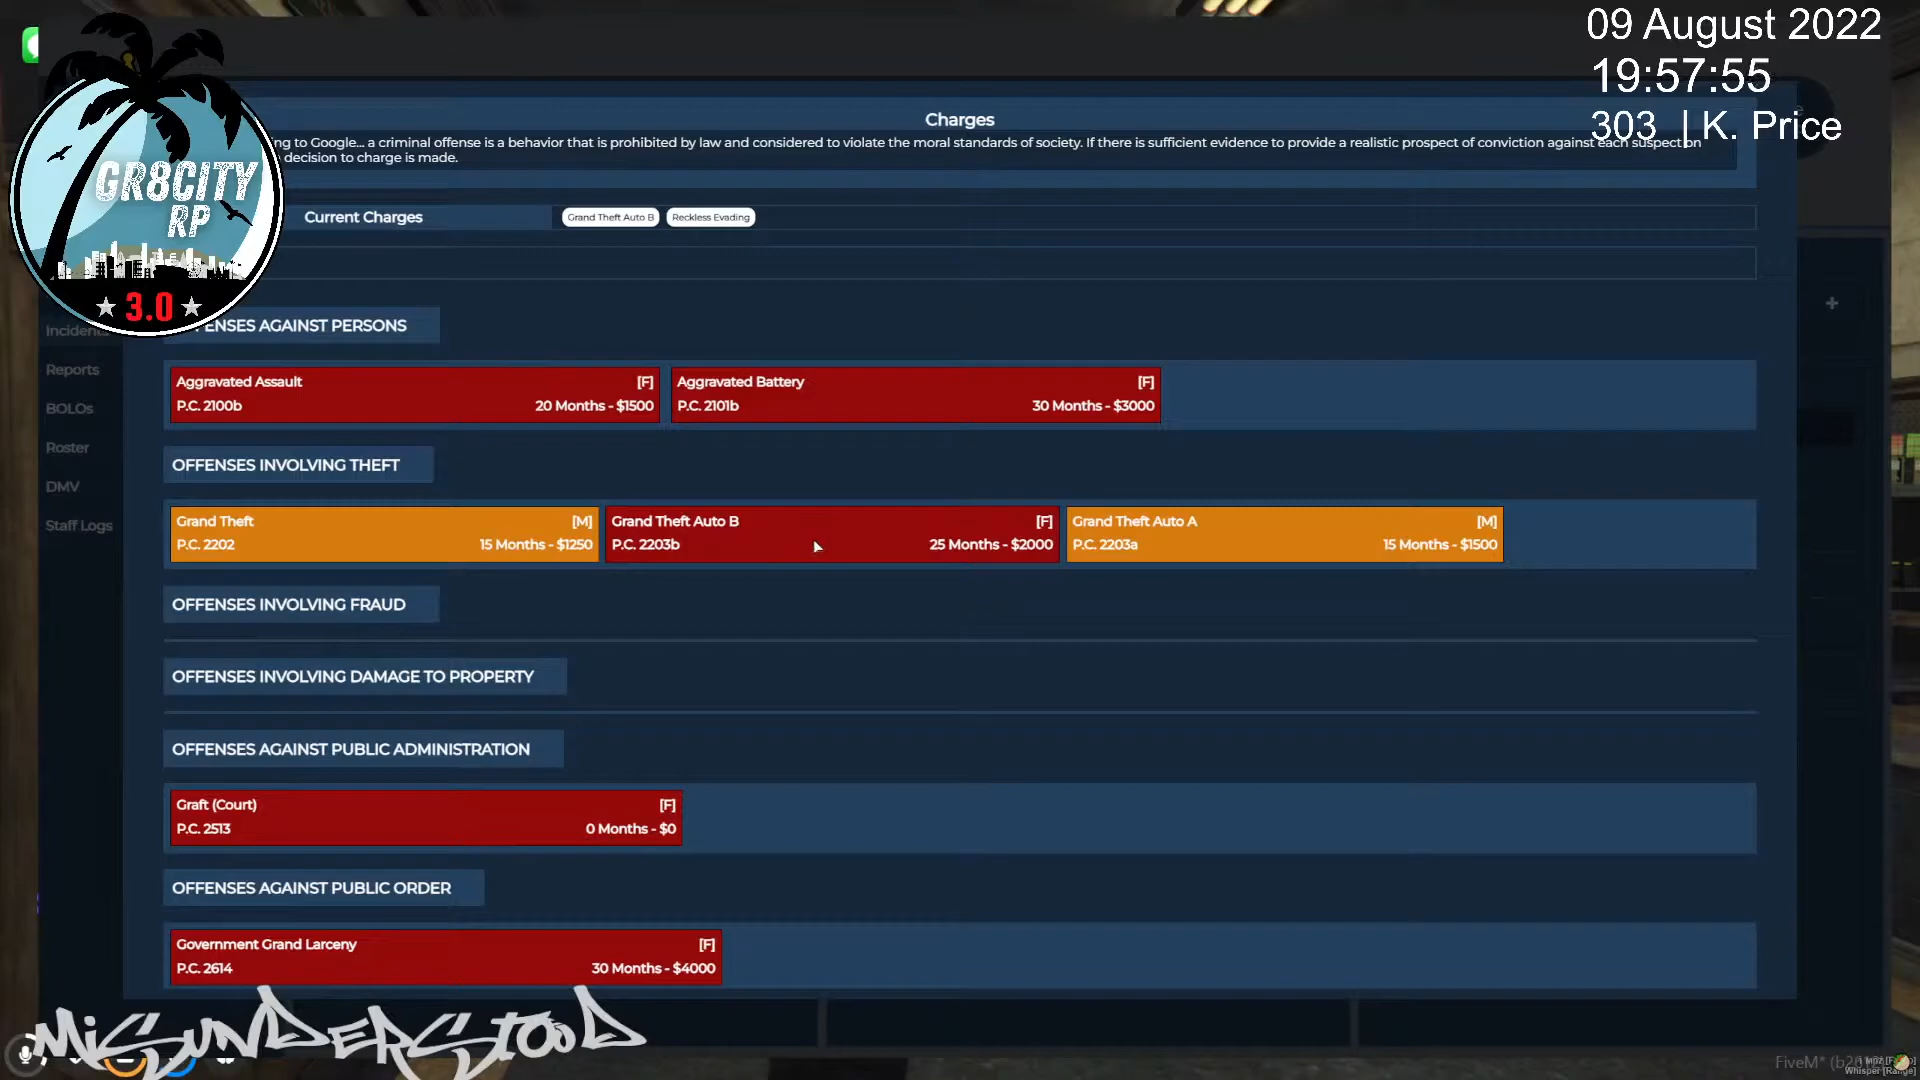 09 August 2022
19:57:55
303 | K. Price
GR8CITY
RP
3.0
Charges
ng to Google... a criminal offense is a behavior that is prohibited by law and considered to violate the moral standards of society. If there is sufficient evidence to provide a realistic prospect of conviction against each suspect on
decision to charge is made.
Current Charges
Grand Theft Auto B
Reckless Evading
Incidents
Reports
BOLOs
Roster
DMV
Staff Logs
FENSES AGAINST PERSONS
Aggravated Assault [F]
P.C. 2100b 20 Months - $1500
Aggravated Battery [F]
P.C. 2101b 30 Months - $3000
OFFENSES INVOLVING THEFT
Grand Theft [M]
P.C. 2202 15 Months - $1250
Grand Theft Auto B [F]
P.C. 2203b 25 Months - $2000
Grand Theft Auto A [M]
P.C. 2203a 15 Months - $1500
OFFENSES INVOLVING FRAUD
OFFENSES INVOLVING DAMAGE TO PROPERTY
OFFENSES AGAINST PUBLIC ADMINISTRATION
Graft (Court) [F]
P.C. 2513 0 Months - $0
OFFENSES AGAINST PUBLIC ORDER
Government Grand Larceny [F]
P.C. 2614 30 Months - $4000
MiSUNDERSTOOD
FiveM*
Whisper [Range]